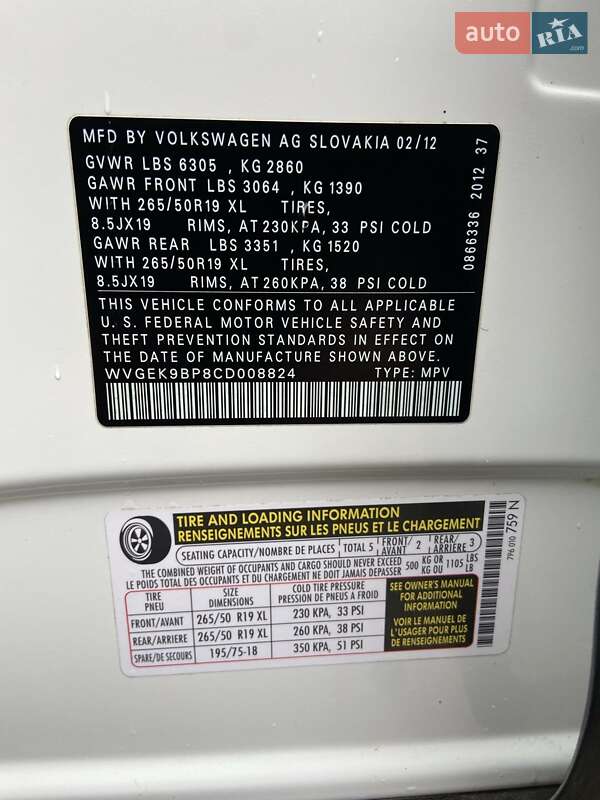 auto RIA .com
MFD BY VOLKSWAGEN AG SLOVAKIA 02/12
GVWR LBS 6305 , KG 2860
GAWR FRONT LBS 3064 , KG 1390
WITH 265/50R19 XL TIRES,
8.5JX19 RIMS, AT 230KPA, 33 PSI COLD
GAWR REAR LBS 3351 , KG 1520
WITH 265/50R19 XL TIRES,
8.5JX19 RIMS, AT 260KPA, 38 PSI COLD
THIS VEHICLE CONFORMS TO ALL APPLICABLE
U. S. FEDERAL MOTOR VEHICLE SAFETY AND
THEFT PREVENTION STANDARDS IN EFFECT ON
THE DATE OF MANUFACTURE SHOWN ABOVE.
WVGEK9BP8CD008824 TYPE: MPV
0866336 2012 37
TIRE AND LOADING INFORMATION
RENSEIGNEMENTS SUR LES PNEUS ET LE CHARGEMENT
SEATING CAPACITY/NOMBRE DE PLACES TOTAL 5 FRONT/AVANT 2 REAR/ARRIERE 3
THE COMBINED WEIGHT OF OCCUPANTS AND CARGO SHOULD NEVER EXCEED 500 KG OR 1105 LBS
LE POIDS TOTAL DES OCCUPANTS ET DU CHARGEMENT NE DOIT JAMAIS DEPASSER KG OU LB
TIRE PNEU SIZE DIMENSIONS COLD TIRE PRESSURE PRESSION DE PNEUS A FROID
FRONT/AVANT 265/50 R19 XL 230 KPA, 33 PSI
REAR/ARRIERE 265/50 R19 XL 260 KPA, 38 PSI
SPARE/DE SECOURS 195/75-18 350 KPA, 51 PSI
SEE OWNER'S MANUAL
FOR ADDITIONAL
INFORMATION
VOIR LE MANUEL DE
L'USAGER POUR PLUS
DE RENSEIGNEMENTS
7P6 010 759 N